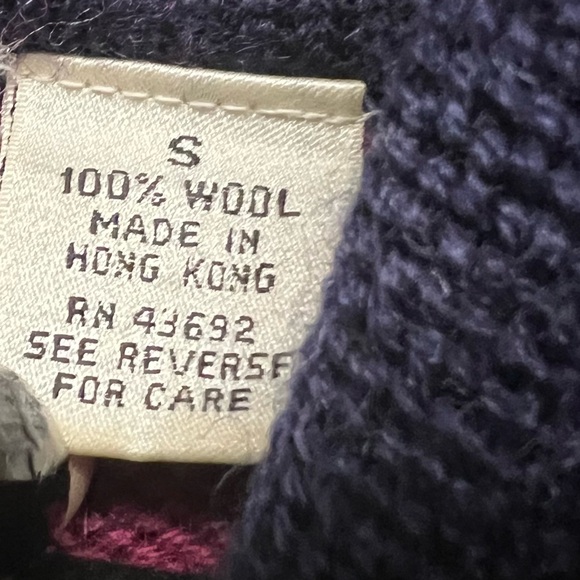 S
100% WOOL
MADE IN
HONG KONG
RN 43692
SEE REVERSE
FOR CARE